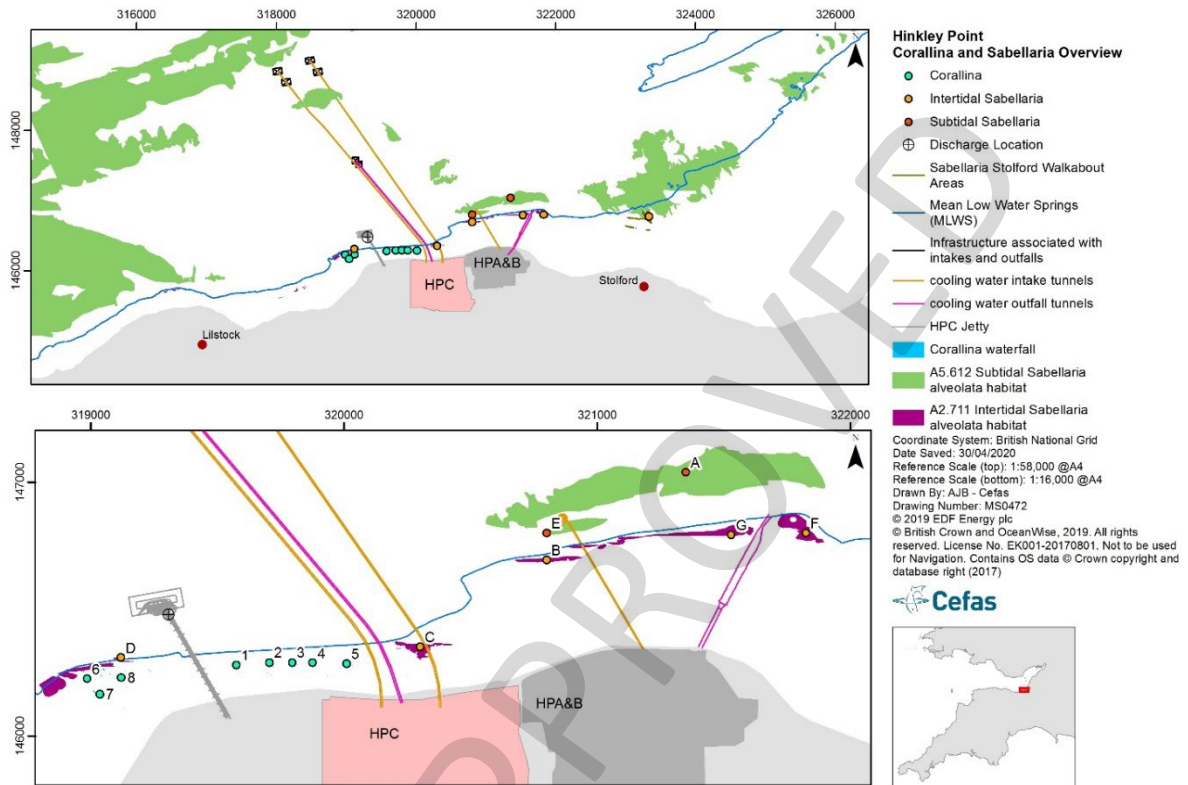 316000 318000 320000 322000 324000 326000
148000
146000
N
HPC
HPA&B
Stolford
Lilstock
319000 320000 321000 322000
147000
146000
N
A
E
G
F
B
C
D
1 2 3 4 5
6 8
7
HPC
HPA&B
Hinkley Point
Corallina and Sabellaria Overview
Corallina
Intertidal Sabellaria
Subtidal Sabellaria
Discharge Location
Sabellaria Stolford Walkabout
Areas
Mean Low Water Springs
(MLWS)
Infrastructure associated with
intakes and outfalls
cooling water intake tunnels
cooling water outfall tunnels
HPC Jetty
Corallina waterfall
A5.612 Subtidal Sabellaria
alveolata habitat
A2.711 Intertidal Sabellaria
alveolata habitat
Coordinate System: British National Grid
Date Saved: 30/04/2020
Reference Scale (top): 1:58,000 @A4
Reference Scale (bottom): 1:16,000 @A4
Drawn By: AJB - Cefas
Drawing Number: MS0472
© 2019 EDF Energy plc
© British Crown and OceanWise, 2019. All rights
reserved. License No. EK001-20170801. Not to be used
for Navigation. Contains OS data © Crown copyright and
database right (2017)
Cefas
PPROVED